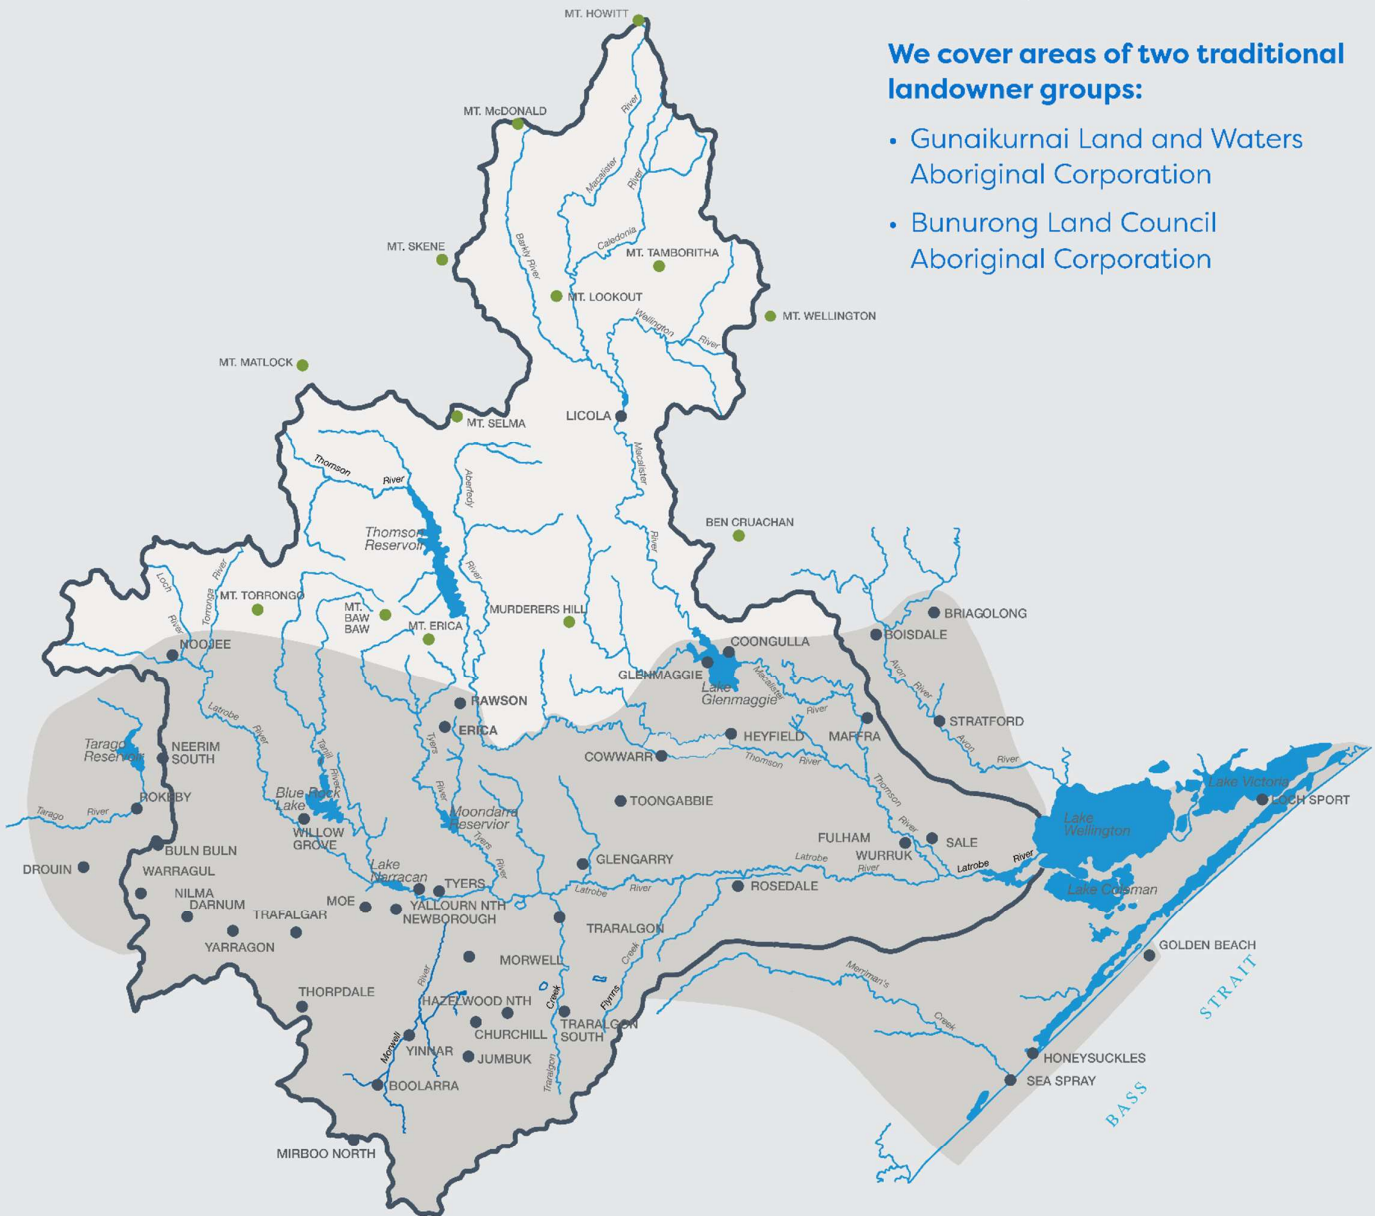 We cover areas of two traditional
landowner groups:
• Gunaikurnai Land and Waters
Aboriginal Corporation
• Bunurong Land Council
Aboriginal Corporation
MT. HOWITT
MT. McDONALD
River
Macalister
River
Barkly River
Caledonia
MT. SKENE
MT. TAMBORITHA
MT. LOOKOUT
MT. WELLINGTON
Wellington
River
MT. MATLOCK
LICOLA
MT. SELMA
Macalister
Thomson
River
Aberfedy
BEN CRUACHAN
Thomson
Reservoir
River
River
Loch
River
River
Torronga
MT. TORRONGO
MT.
BAW
BAW
MT. ERICA
MURDERERS HILL
BRIAGOLONG
BOISDALE
NOOJEE
COONGULLA
GLENMAGGIE
Lake
Glenmaggie
Macalister
River
Avon
River
RAWSON
ERICA
Latrobe
River
STRATFORD
HEYFIELD
MAFFRA
Avon
River
Tarago
Reservoir
NEERIM
SOUTH
Tanjil
River
Tyers
River
COWWARR
Thomson
River
Thomson
River
Lake Victoria
LOCH SPORT
ROKEBY
Blue Rock
Lake
TOONGABBIE
Tarago
River
Moondarra
Reservior
Tyers
River
Lake
Wellington
WILLOW
GROVE
FULHAM
SALE
WURRUK
BULN BULN
GLENGARRY
Latrobe
River
Latrobe
River
DROUIN
WARRAGUL
Lake
Narracan
TYERS
Latrobe
River
ROSEDALE
Lake Coleman
NILMA
DARNUM
MOE
YALLOURN NTH
NEWBOROUGH
TRAFALGAR
TRARALGON
YARRAGON
GOLDEN BEACH
MORWELL
Creek
River
Merriman's
Creek
THORPDALE
HAZELWOOD NTH
Creek
Flynns
STRAIT
CHURCHILL
TRARALGON
SOUTH
Morwell
YINNAR
JUMBUK
HONEYSUCKLES
SEA SPRAY
BOOLARRA
Traralgon
BASS
MIRBOO NORTH